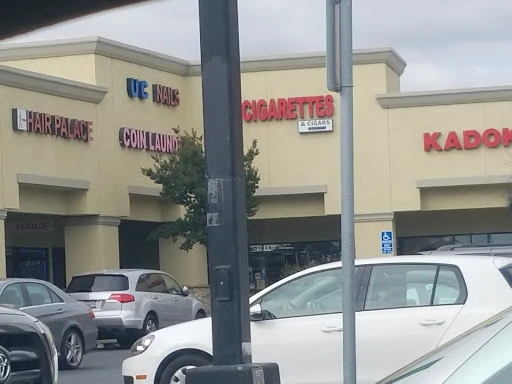 HAIR PALACE
UC NAILS
COIN LAUND
CIGARETTES
& CIGARS
KADOK
NAILS